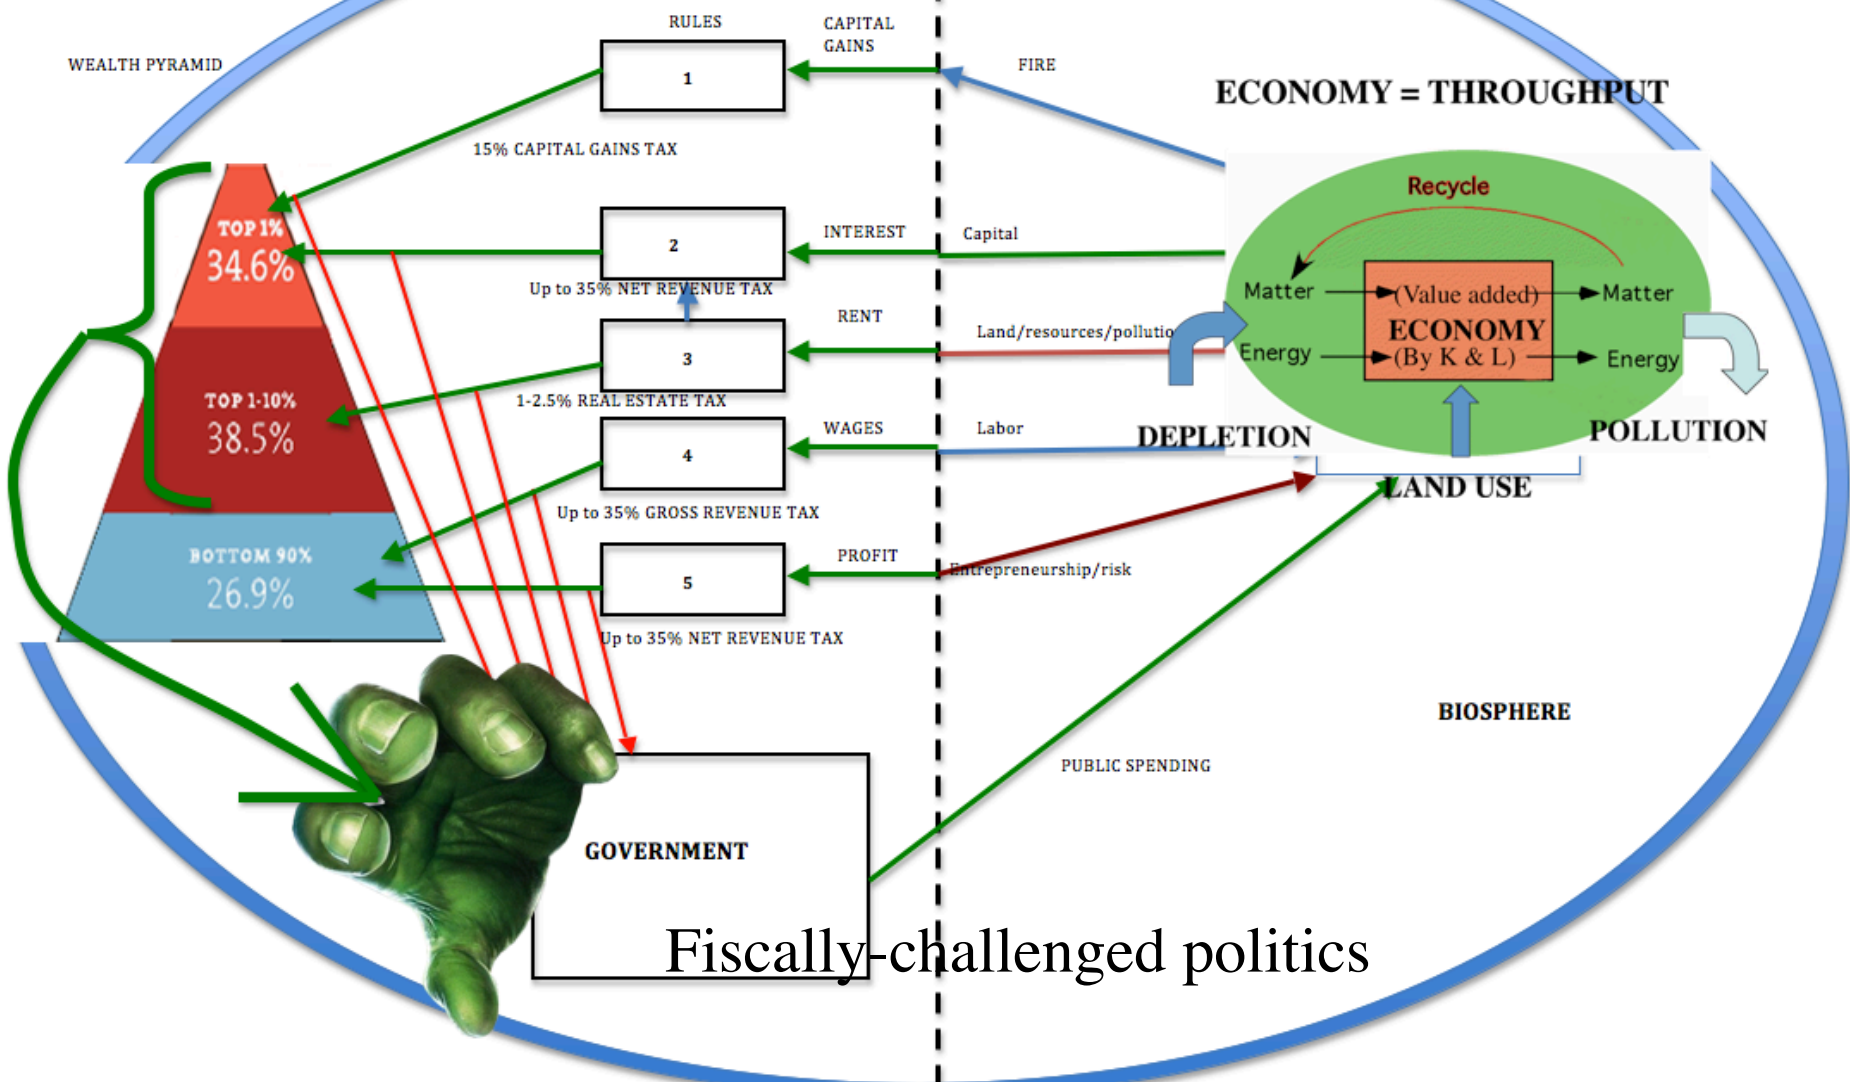 RULES
CAPITAL
GAINS
WEALTH PYRAMID
FIRE
1
ECONOMY = THROUGHPUT
15% CAPITAL GAINS TAX
Recycle
TOP 1%
34.6%
2
INTEREST
Capital
Up to 35% NET REVENUE TAX
Matter
(Value added)
Matter
RENT
Land/resources/pollutio
ECONOMY
3
Energy
(By K & L)
Energy
1-2.5% REAL ESTATE TAX
TOP 1-10%
38.5%
WAGES
Labor
DEPLETION
POLLUTION
4
LAND USE
Up to 35% GROSS REVENUE TAX
BOTTOM 90%
26.9%
PROFIT
Entrepreneurship/risk
5
Up to 35% NET REVENUE TAX
BIOSPHERE
PUBLIC SPENDING
GOVERNMENT
Fiscally-challenged politics